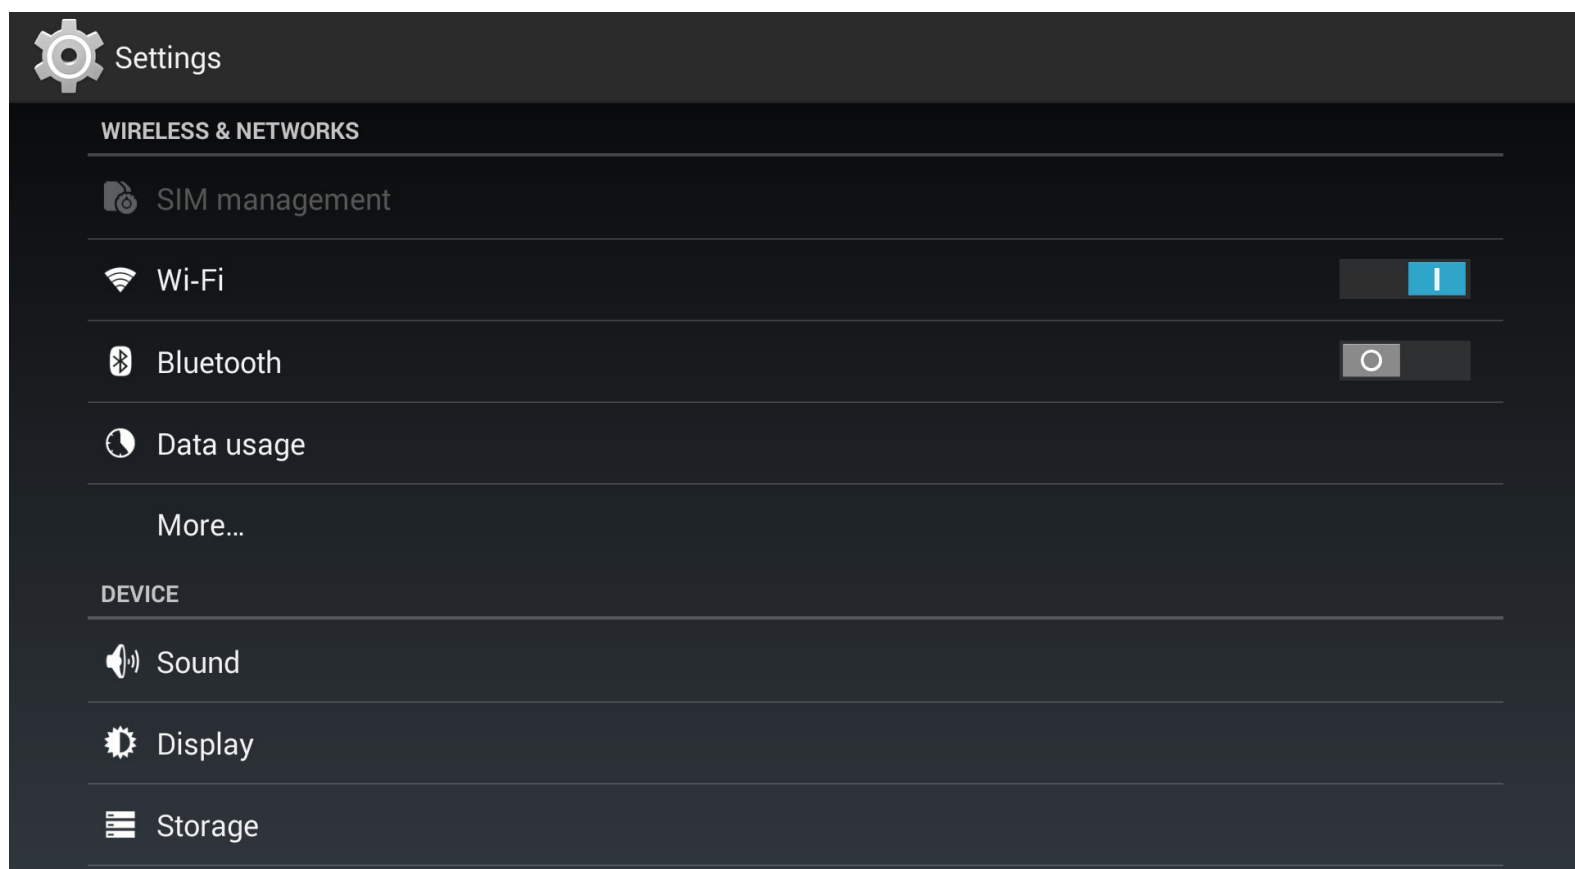 Settings
WIRELESS & NETWORKS
SIM management
Wi-Fi
Bluetooth
Data usage
More...
DEVICE
Sound
Display
Storage